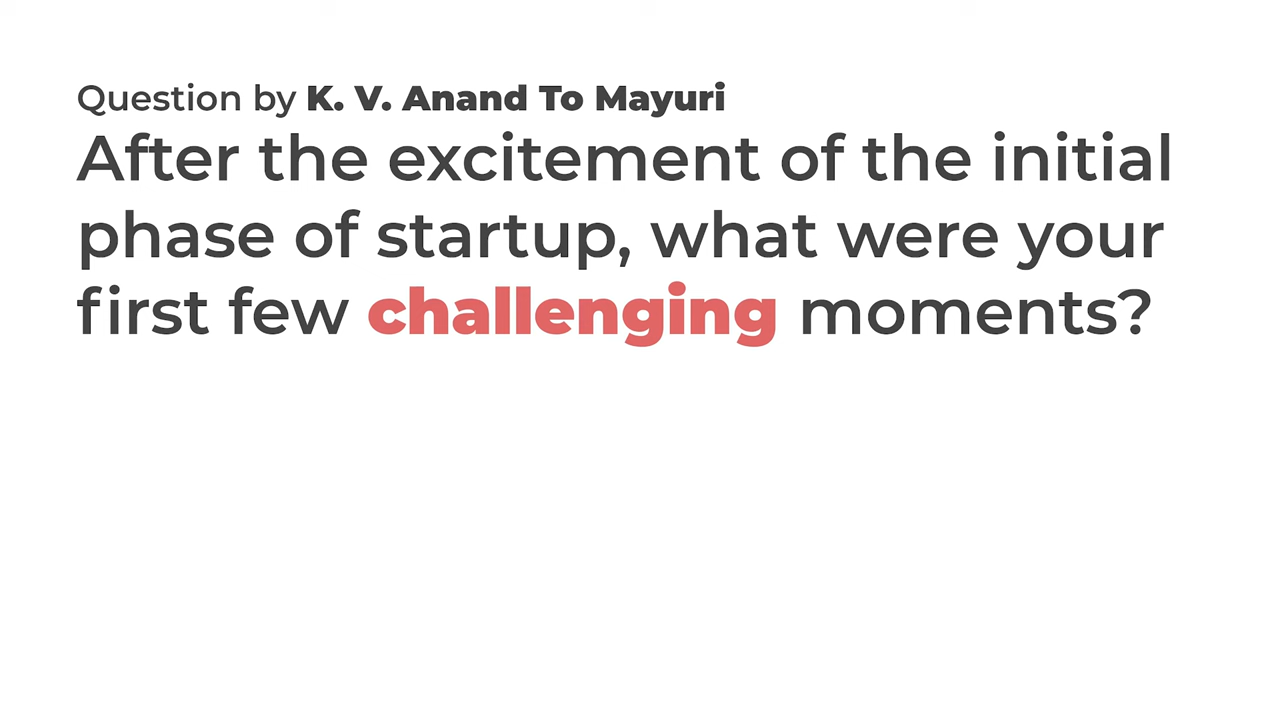 Question by K. V. Anand To Mayuri
After the excitement of the initial
phase of startup, what were your
first few challenging moments?